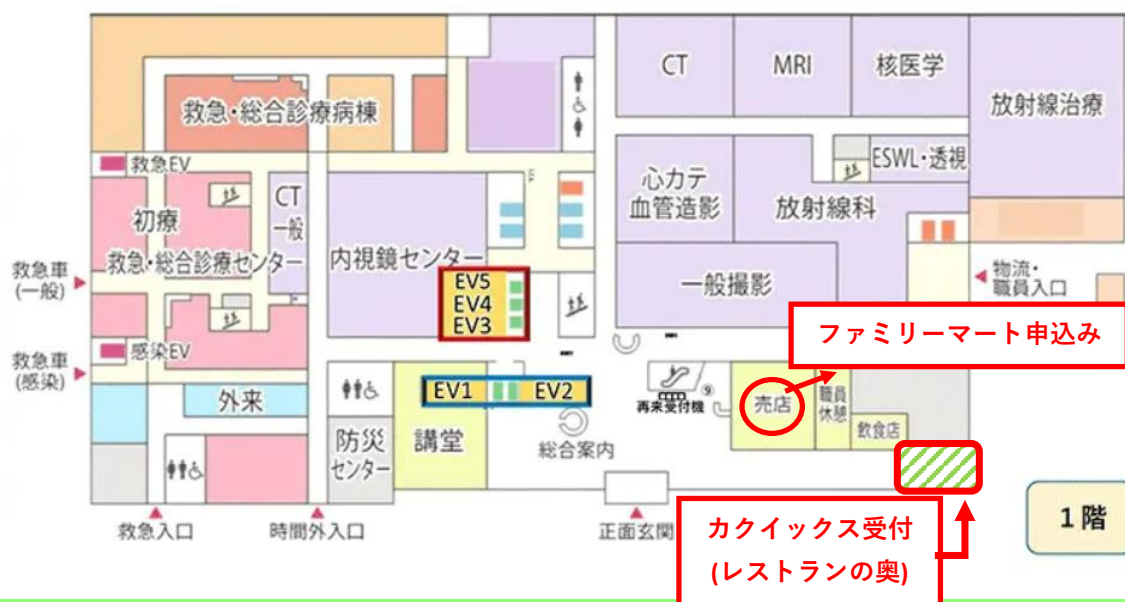 CT
MRI
核医学
放射線治療
救急・総合診療病棟
ESWL・透視
救急EV
心カテ
血管造影
放射線科
CT
一般
初療
救急・総合診療センター
内視鏡センター
救急車
(一般)
EV5
EV4
EV3
一般撮影
物流・
職員入口
ファミリーマート申込み
感染EV
救急車
(感染)
外来
EV1
EV2
⑨
再来受付機
売店
職員
休憩
飲食店
防災
センター
講堂
総合案内
救急入口
時間外入口
正面玄関
カクイックス受付
(レストランの奥)
1階